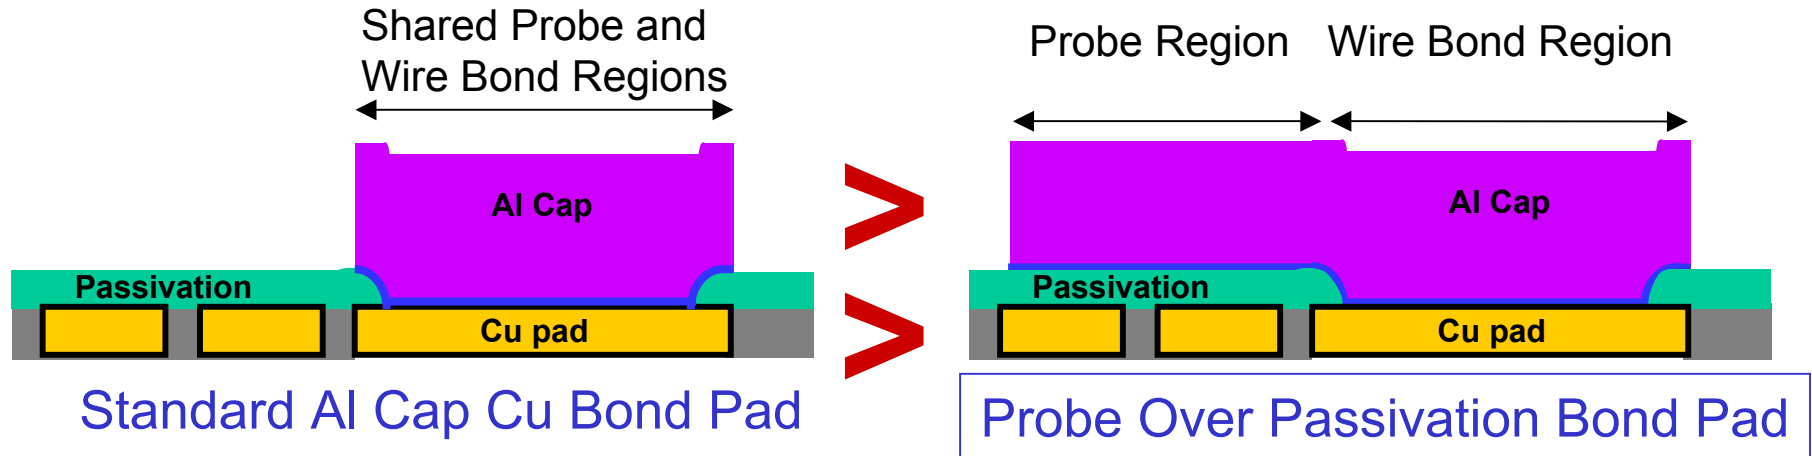 Shared Probe and
Wire Bond Regions
Al Cap
Passivation
Cu pad
Standard Al Cap Cu Bond Pad
>
>
Probe Region
Wire Bond Region
Al Cap
Passivation
Cu pad
Probe Over Passivation Bond Pad